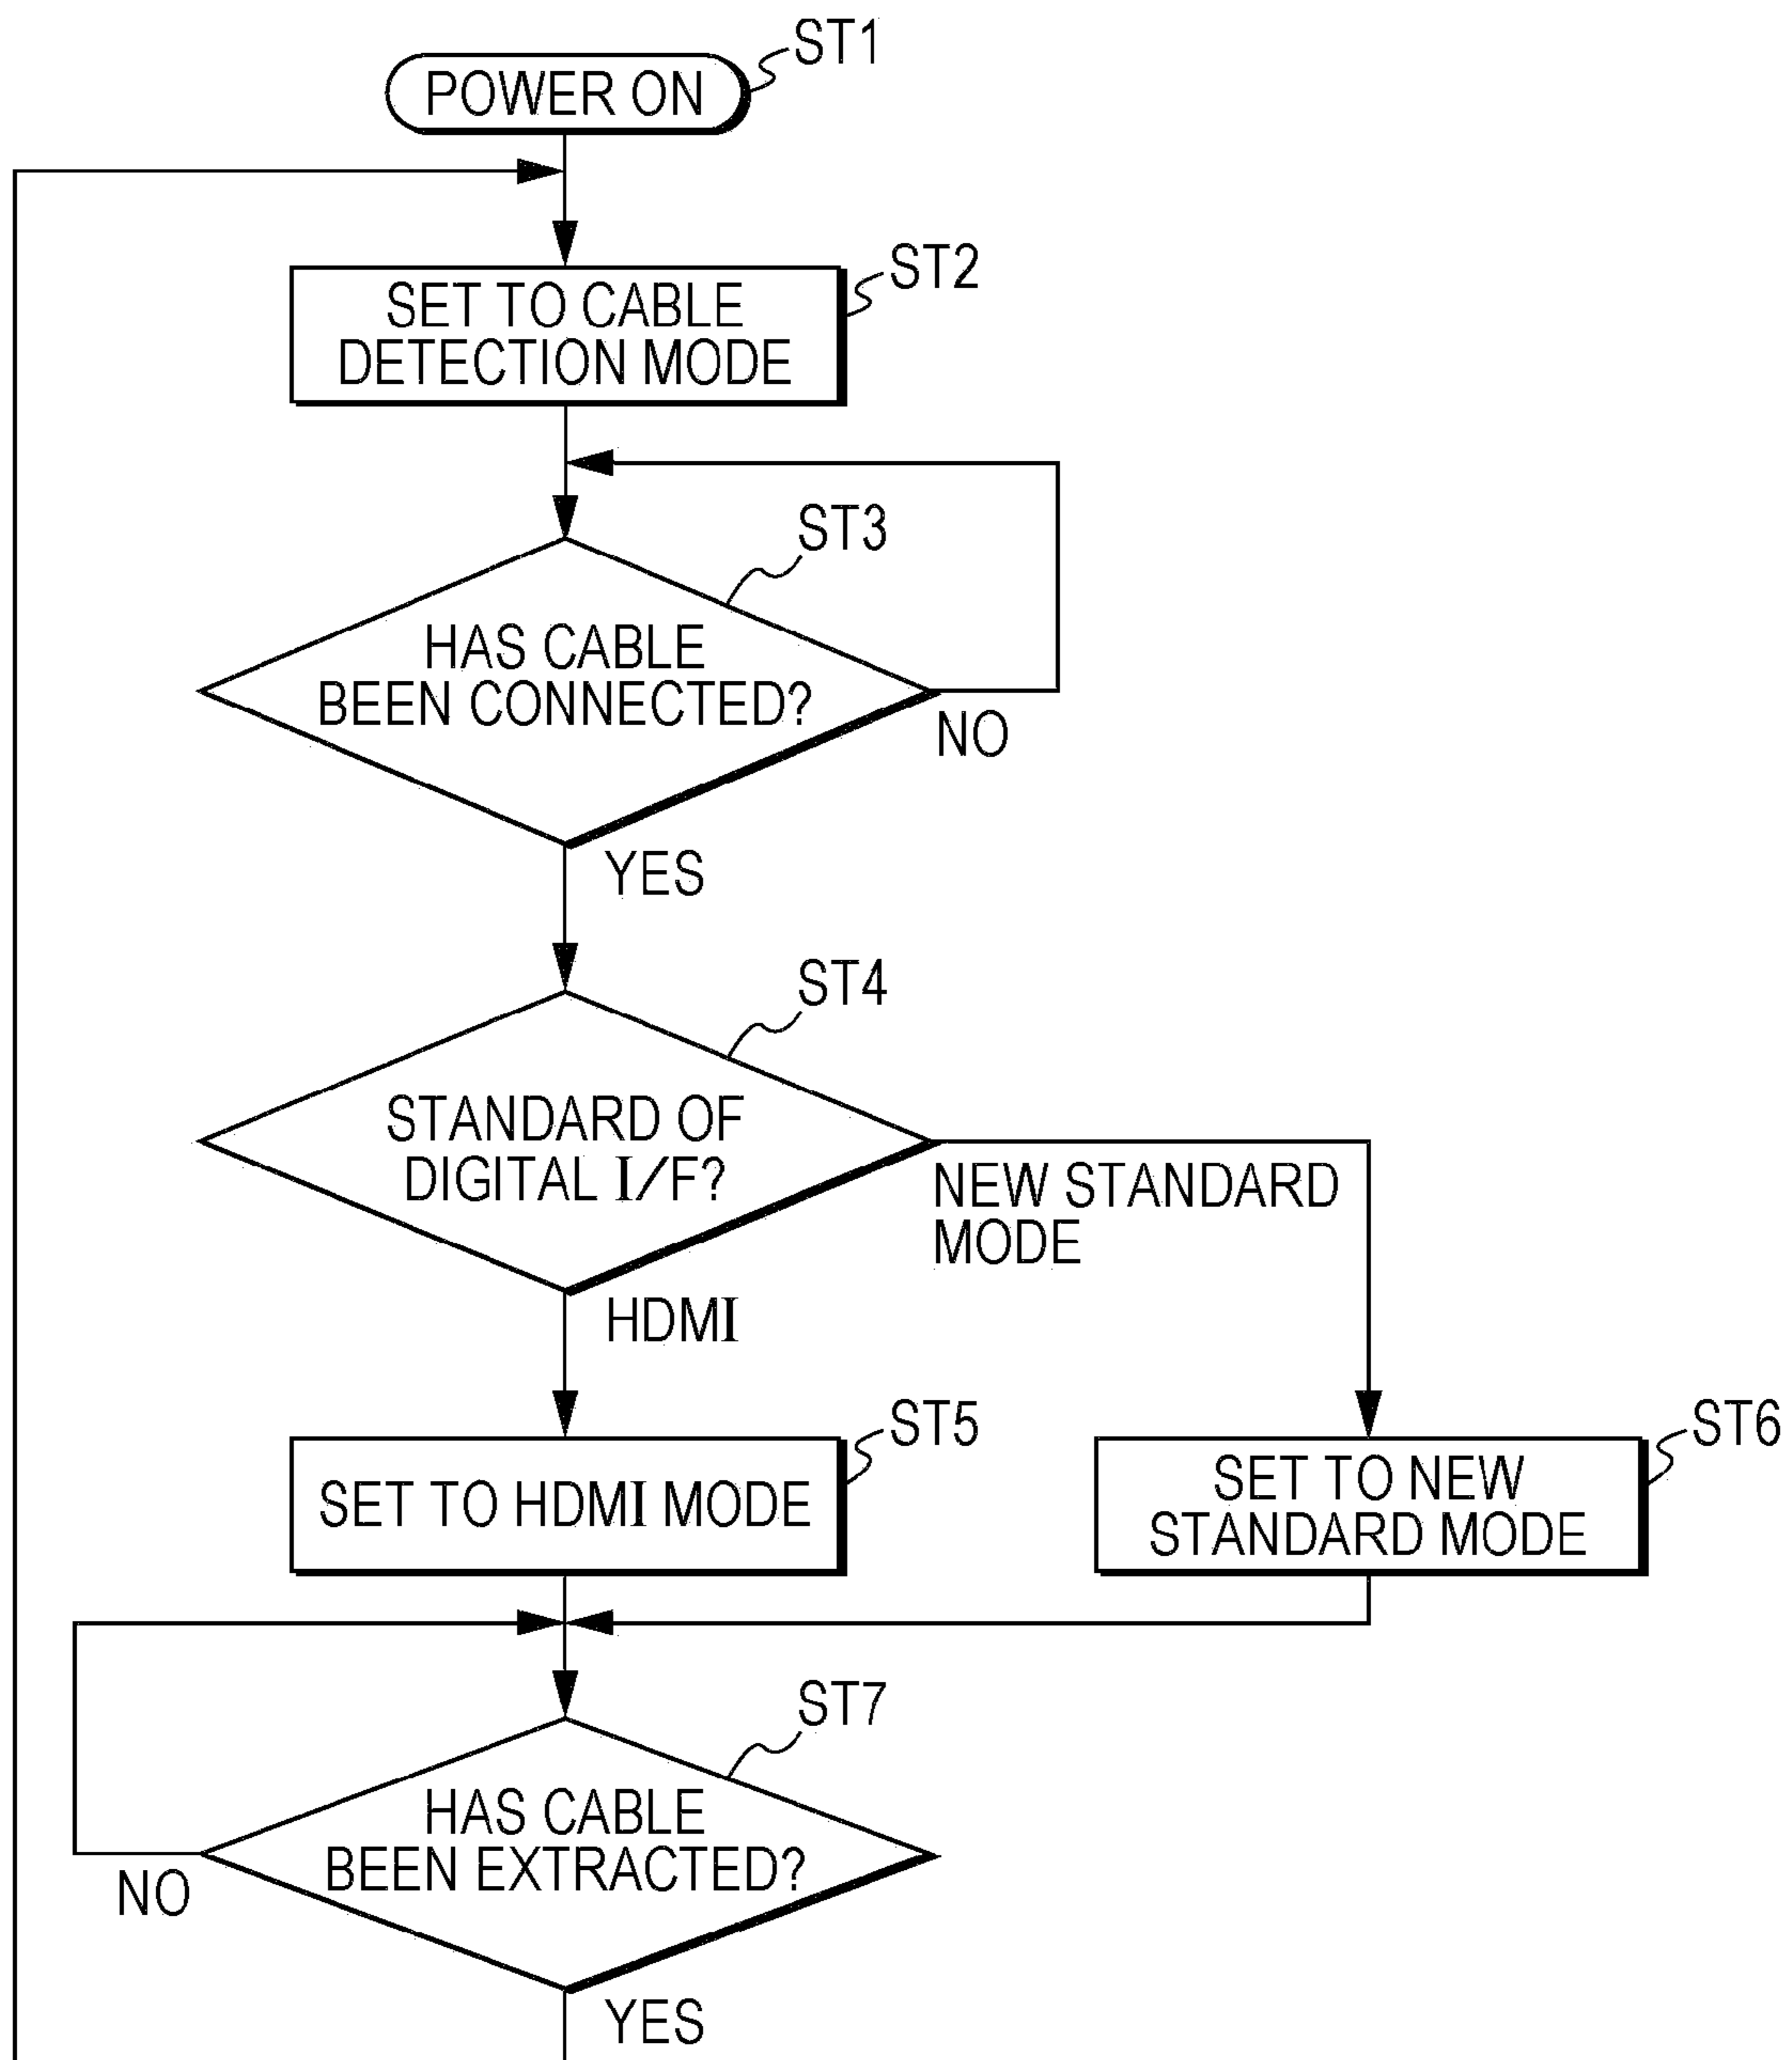 ST1
POWER ON
ST2
SET TO CABLE
DETECTION MODE
ST3
HAS CABLE
BEEN CONNECTED?
NO
YES
ST4
STANDARD OF
DIGITAL I/F?
NEW STANDARD
MODE
HDMI
ST5
SET TO HDMI MODE
ST6
SET TO NEW
STANDARD MODE
ST7
HAS CABLE
BEEN EXTRACTED?
NO
YES